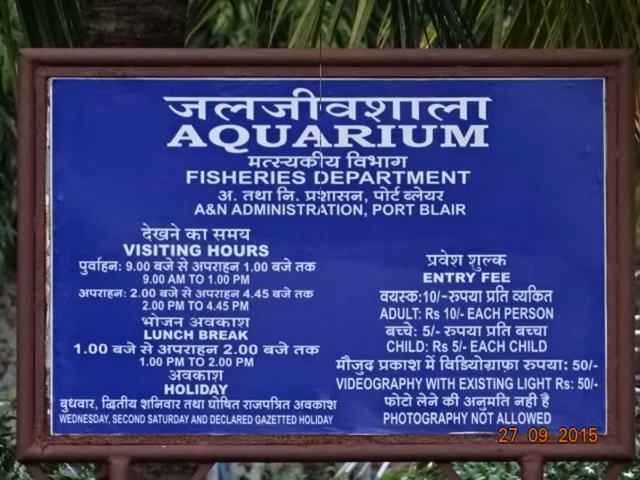 जलजीवशाला
AQUARIUM
मत्स्यकीय विभाग
FISHERIES DEPARTMENT
अ. तथा नि. प्रशासन, पोर्ट ब्लेयर
A&N ADMINISTRATION, PORT BLAIR
देखने का समय
VISITING HOURS
पुर्वाहन: 9.00 बजे से अपराहन 1.00 बजे तक
9.00 AM TO 1.00 PM
अपराहन: 2.00 बजे से अपराहन 4.45 बजे तक
2.00 PM TO 4.45 PM
भोजन अवकाश
LUNCH BREAK
1.00 बजे से अपराहन 2.00 बजे तक
1.00 PM TO 2.00 PM
अवकाश
HOLIDAY
बुधवार, द्वितीय शनिवार तथा घोषित राजपत्रित अवकाश
WEDNESDAY, SECOND SATURDAY AND DECLARED GAZETTED HOLIDAY
प्रवेश शुल्क
ENTRY FEE
वयस्क:10/-रुपया प्रति व्यकित
ADULT: Rs 10/- EACH PERSON
बच्चे: 5/- रुपया प्रति बच्चा
CHILD: Rs 5/- EACH CHILD
मौजुद प्रकाश में विडियोग्राफ़ा रुपया: 50/-
VIDEOGRAPHY WITH EXISTING LIGHT Rs: 50/-
फोटो लेने की अनुमति नही है
PHOTOGRAPHY NOT ALLOWED
27 09 2015